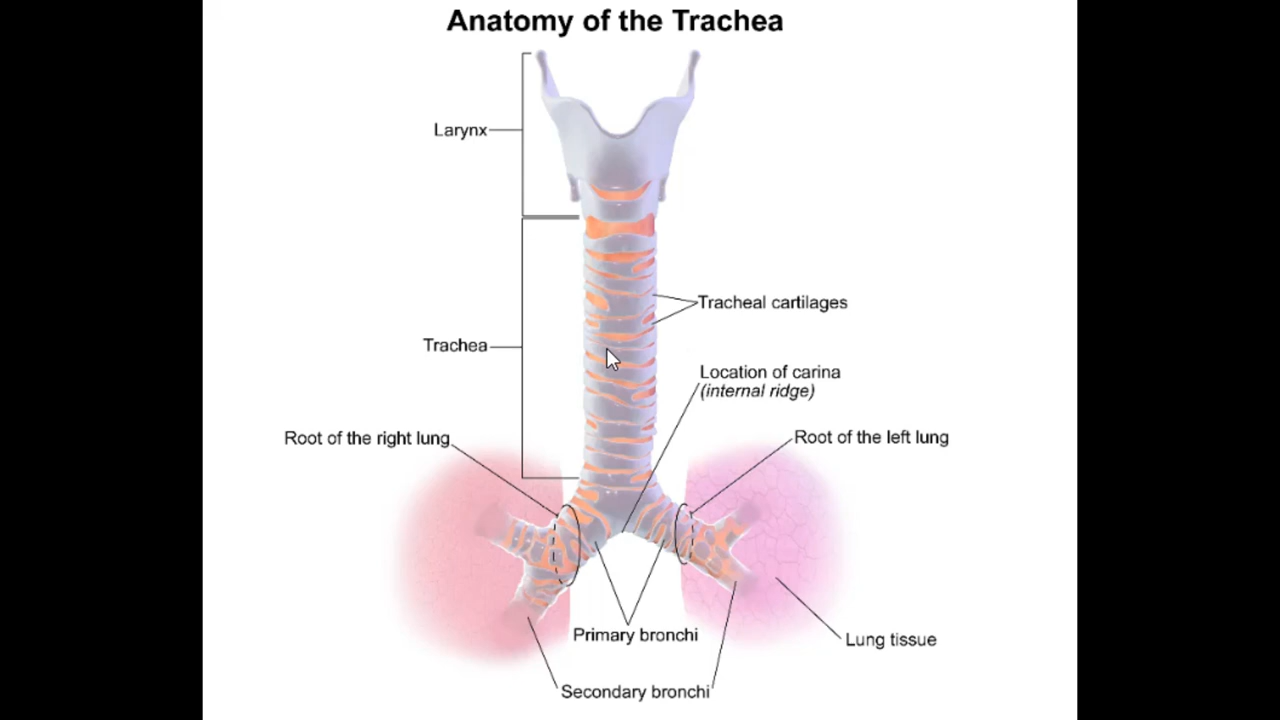 Anatomy of the Trachea
Larynx
Tracheal cartilages
Trachea
Location of carina
(internal ridge)
Root of the right lung
Root of the left lung
Primary bronchi
Lung tissue
Secondary bronchi